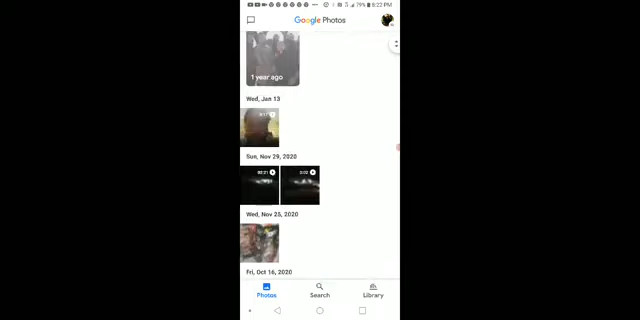 79% 8:22 PM
Google Photos
1 year ago
Wed, Jan 13
Sun, Nov 29, 2020
00:21
0:02
Wed, Nov 25, 2020
Fri, Oct 16, 2020
Photos
Search
Library